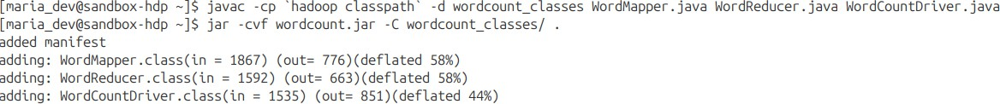 [maria_dev@sandbox-hdp ~]$ javac -cp `hadoop classpath` -d wordcount_classes WordMapper.java WordReducer.java WordCountDriver.java
[maria_dev@sandbox-hdp ~]$ jar -cvf wordcount.jar -C wordcount_classes/ .
added manifest
adding: WordMapper.class(in = 1867) (out= 776)(deflated 58%)
adding: WordReducer.class(in = 1592) (out= 663)(deflated 58%)
adding: WordCountDriver.class(in = 1535) (out= 851)(deflated 44%)